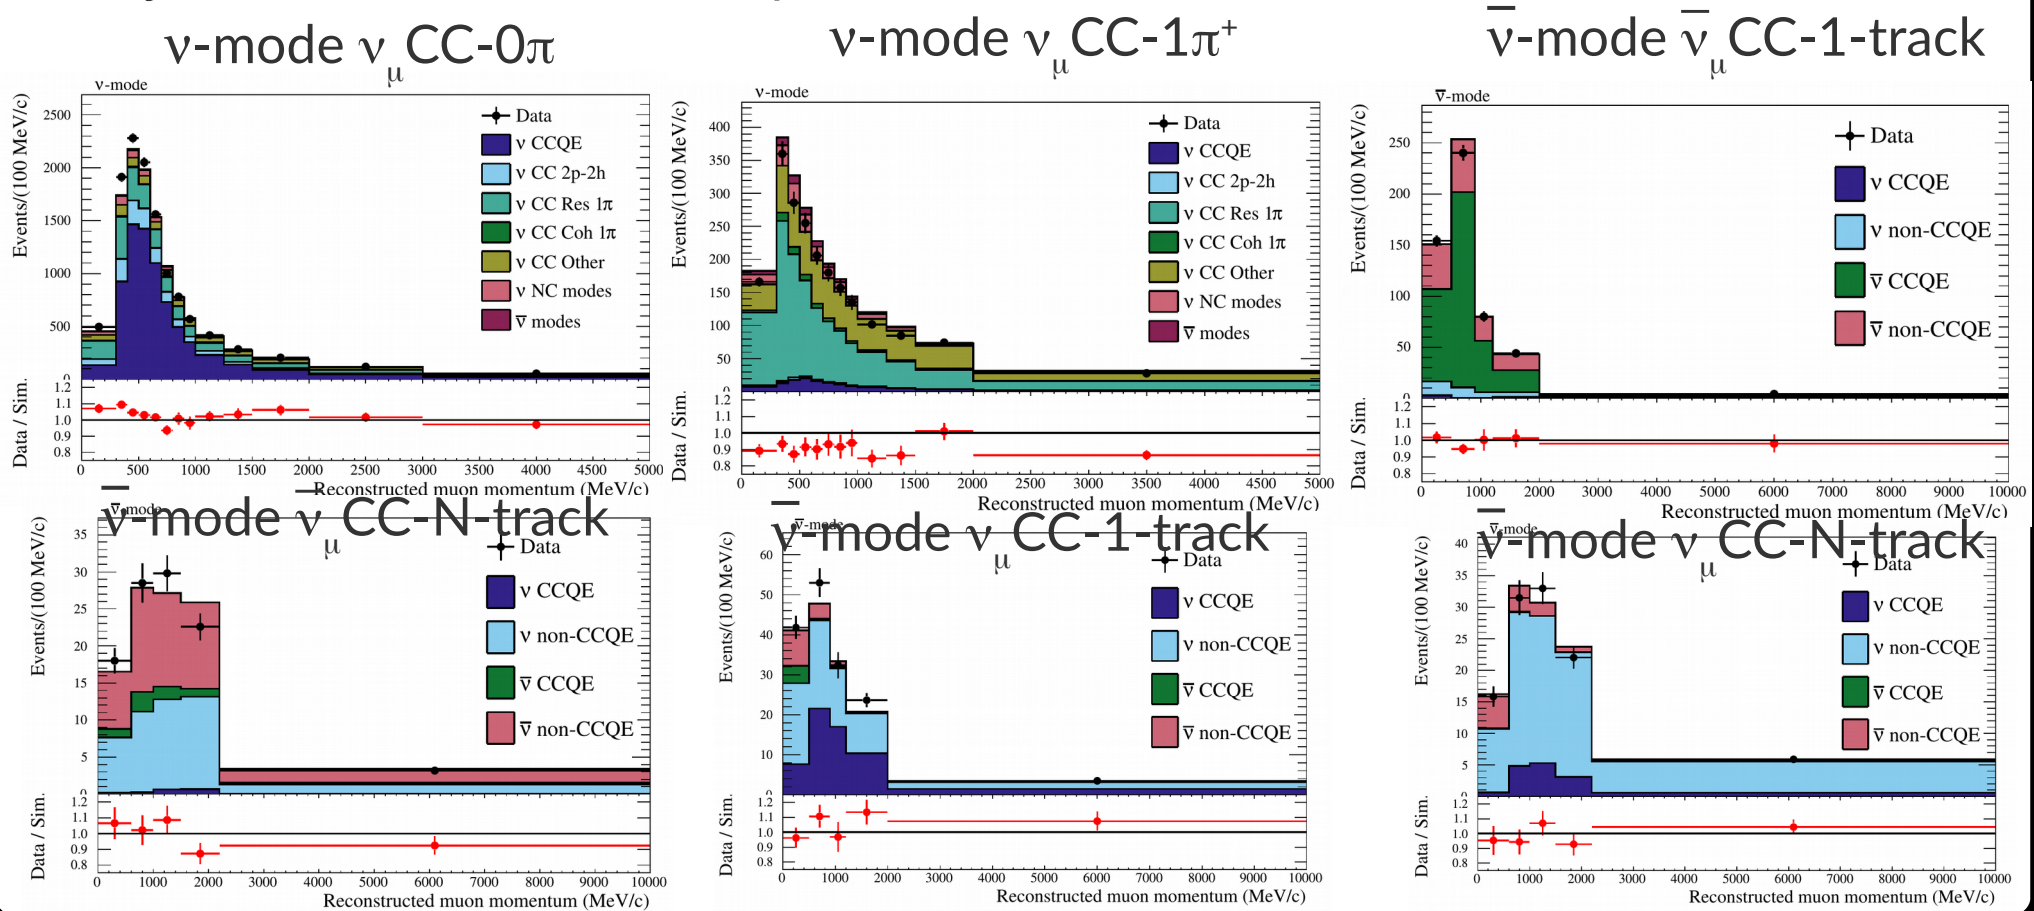 ν-mode ν_μ CC-0π
ν-mode
Events/(100 MeV/c)
2500
2000
1500
1000
500
0
Data
ν CCQE
ν CC 2p-2h
ν CC Res 1π
ν CC Coh 1π
ν CC Other
ν NC modes
ν̅ modes
Data / Sim.
1.2
1.1
1.0
0.9
0.8
0 500 1000 1500 2000 2500 3000 3500 4000 4500 5000
Reconstructed muon momentum (MeV/c)
ν-mode ν_μ CC-1π⁺
ν-mode
Events/(100 MeV/c)
400
350
300
250
200
150
100
50
0
Data
ν CCQE
ν CC 2p-2h
ν CC Res 1π
ν CC Coh 1π
ν CC Other
ν NC modes
ν̅ modes
Data / Sim.
1.2
1.1
1.0
0.9
0.8
0 500 1000 1500 2000 2500 3000 3500 4000 4500 5000
Reconstructed muon momentum (MeV/c)
ν̅-mode ν̅_μ CC-1-track
ν̅-mode
Events/(100 MeV/c)
250
200
150
100
50
0
Data
ν CCQE
ν non-CCQE
ν̅ CCQE
ν̅ non-CCQE
Data / Sim.
1.2
1.1
1.0
0.9
0.8
0 1000 2000 3000 4000 5000 6000 7000 8000 9000 10000
Reconstructed muon momentum (MeV/c)
ν̅-mode ν̅_μ CC-N-track
ν̅-mode
Events/(100 MeV/c)
35
30
25
20
15
10
5
0
Data
ν CCQE
ν non-CCQE
ν̅ CCQE
ν̅ non-CCQE
Data / Sim.
1.2
1.1
1.0
0.9
0.8
0 1000 2000 3000 4000 5000 6000 7000 8000 9000 10000
Reconstructed muon momentum (MeV/c)
ν̅-mode ν_μ CC-1-track
ν̅-mode
Events/(100 MeV/c)
60
50
40
30
20
10
0
Data
ν CCQE
ν non-CCQE
ν̅ CCQE
ν̅ non-CCQE
Data / Sim.
1.2
1.1
1.0
0.9
0.8
0 1000 2000 3000 4000 5000 6000 7000 8000 9000 10000
Reconstructed muon momentum (MeV/c)
ν̅-mode ν_μ CC-N-track
ν̅-mode
Events/(100 MeV/c)
40
35
30
25
20
15
10
5
0
Data
ν CCQE
ν non-CCQE
ν̅ CCQE
ν̅ non-CCQE
Data / Sim.
1.2
1.1
1.0
0.9
0.8
0 1000 2000 3000 4000 5000 6000 7000 8000 9000 10000
Reconstructed muon momentum (MeV/c)